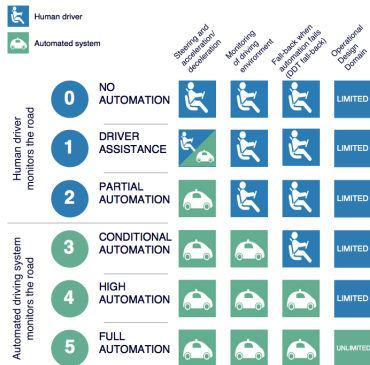 Human driver
Automated system
Steering and
acceleration/
deceleration
Monitoring
of driving
environment
Fall-back when
automation fails
(DDT fall-back)
Operational
Design
Domain
Human driver
monitors the road
0
NO
AUTOMATION
LIMITED
1
DRIVER
ASSISTANCE
LIMITED
2
PARTIAL
AUTOMATION
LIMITED
Automated driving system
monitors the road
3
CONDITIONAL
AUTOMATION
LIMITED
4
HIGH
AUTOMATION
LIMITED
5
FULL
AUTOMATION
UNLIMITED